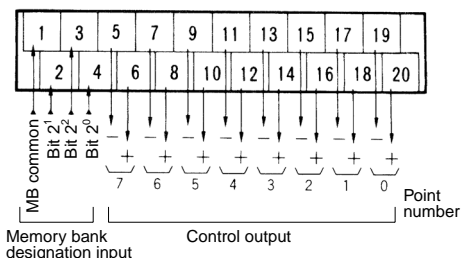 1 3 5 7 9 11 13 15 17 19
2 4 6 8 10 12 14 16 18 20
MB common
Bit 2¹
Bit 2²
Bit 2⁰
− + − + − + − + − + − + − + − +
7 6 5 4 3 2 1 0
Point
number
Memory bank
designation input
Control output